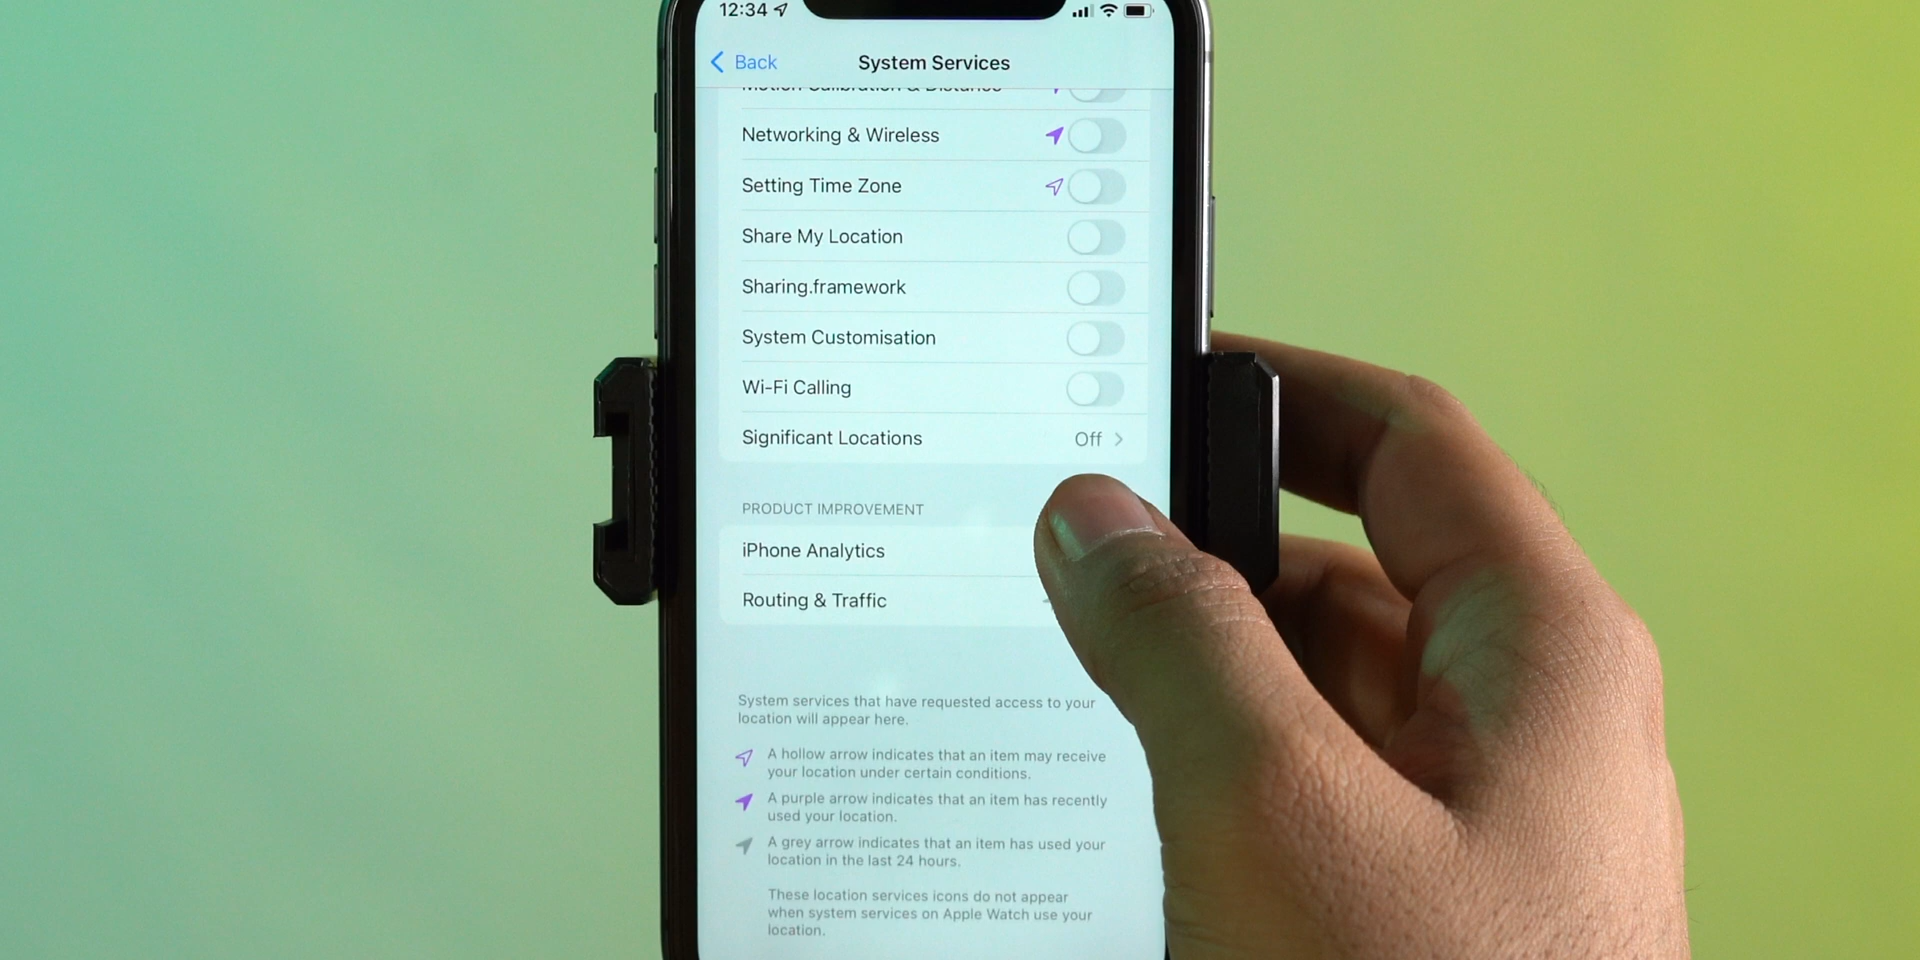 12:34
Back
System Services
Motion Calibration & Distance
Networking & Wireless
Setting Time Zone
Share My Location
Sharing.framework
System Customisation
Wi-Fi Calling
Significant Locations Off
PRODUCT IMPROVEMENT
iPhone Analytics
Routing & Traffic
System services that have requested access to your
location will appear here.
A hollow arrow indicates that an item may receive
your location under certain conditions.
A purple arrow indicates that an item has recently
used your location.
A grey arrow indicates that an item has used your
location in the last 24 hours.
These location services icons do not appear
when system services on Apple Watch use your
location.